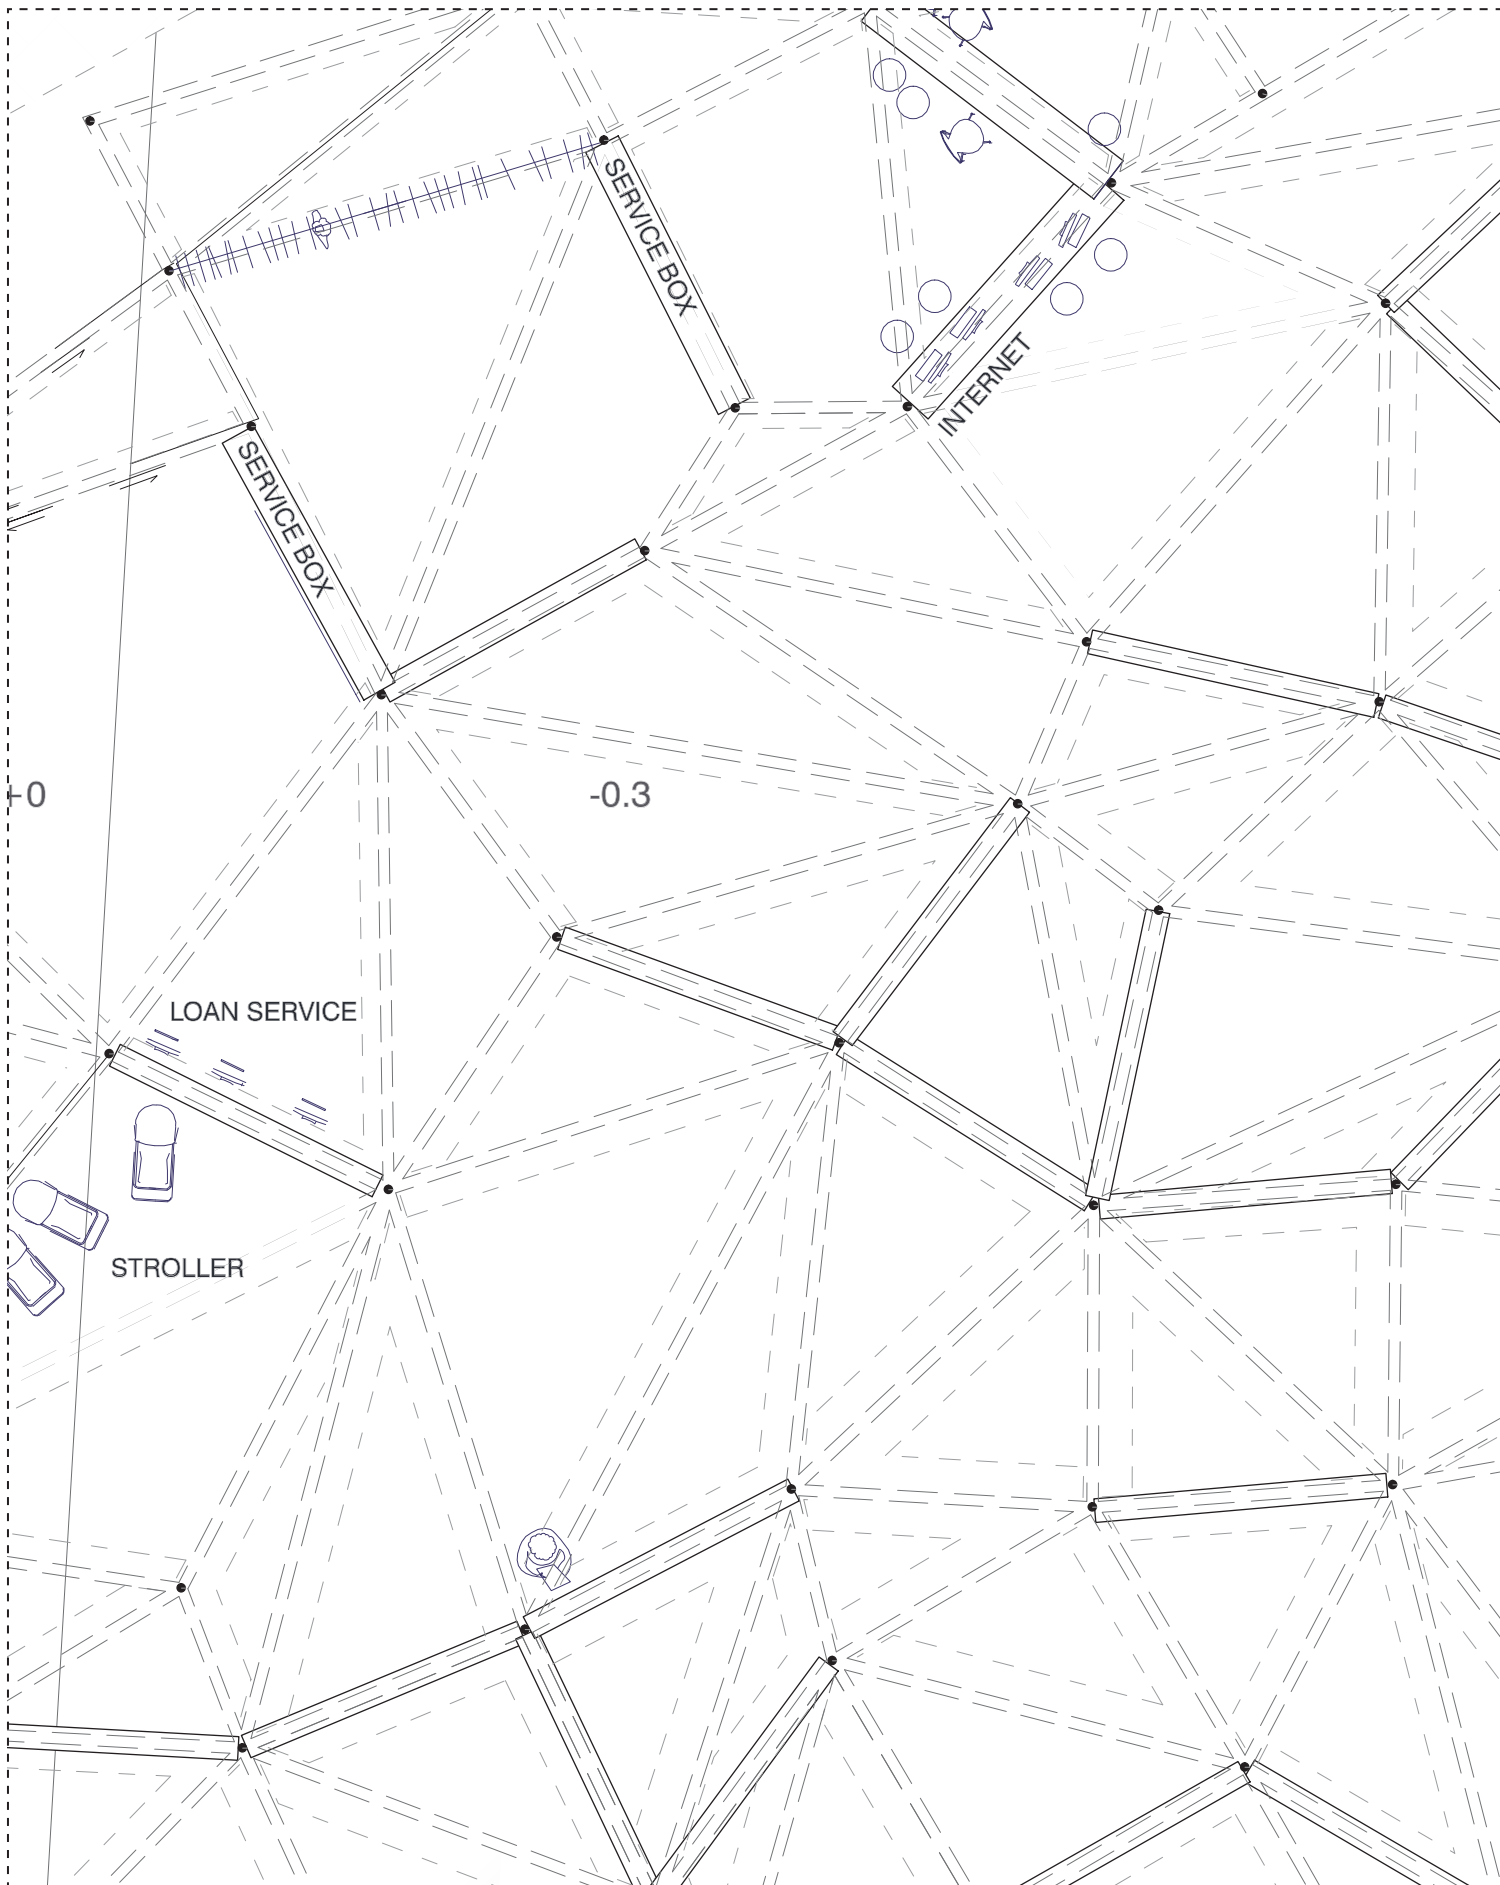 SERVICE BOX
INTERNET
SERVICE BOX
+0
-0.3
LOAN SERVICE
STROLLER